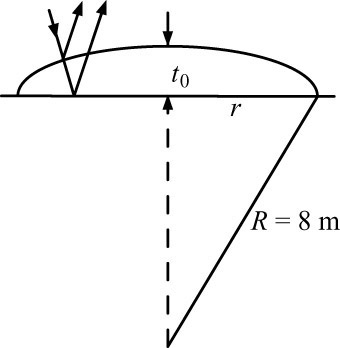 t₀
r
R = 8 m